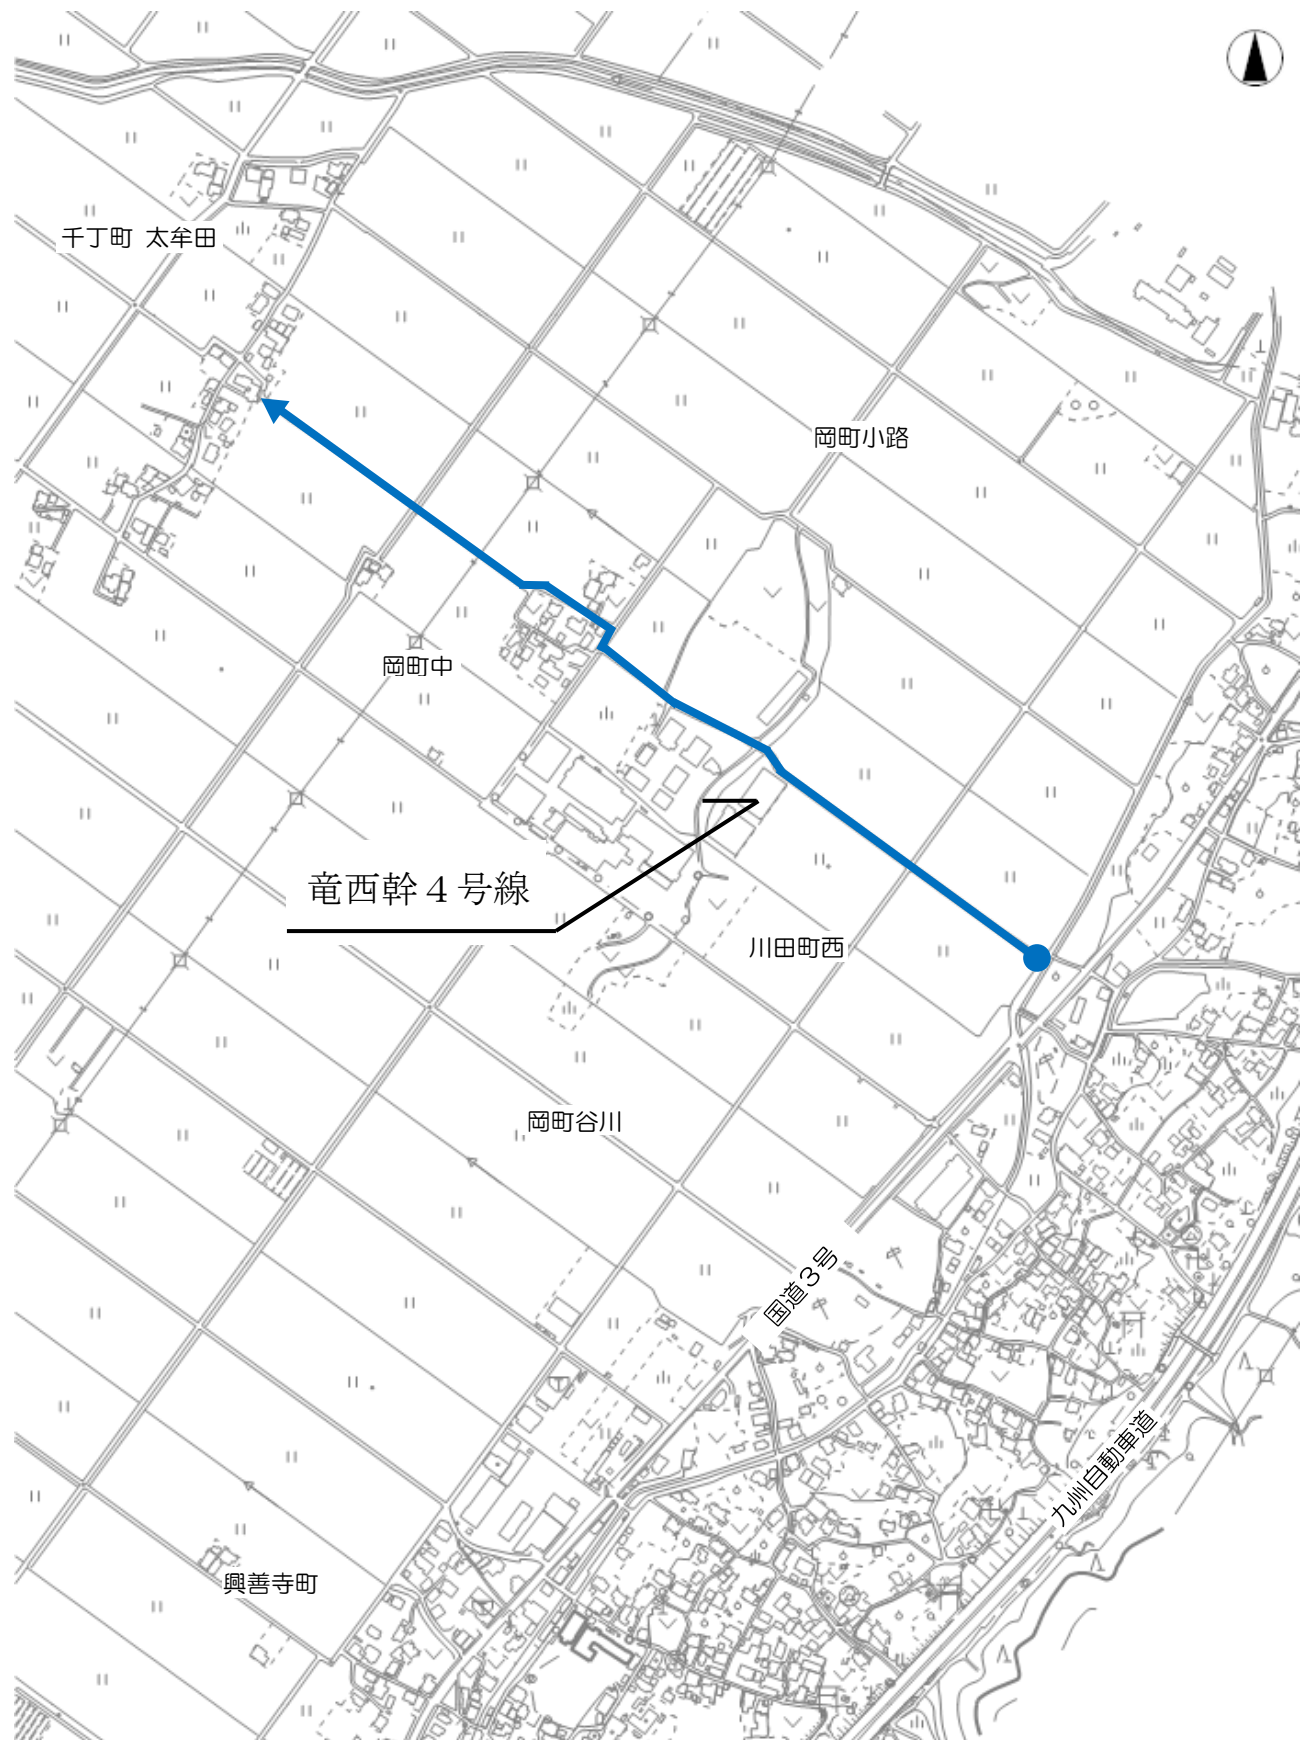 千丁町 太牟田
岡町小路
岡町中
竜西幹４号線
川田町西
岡町谷川
国道3号
九州自動車道
興善寺町